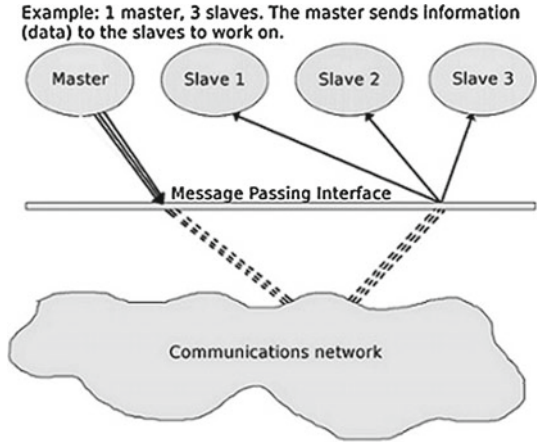 Example: 1 master, 3 slaves. The master sends information
(data) to the slaves to work on.
Master
Slave 1
Slave 2
Slave 3
Message Passing Interface
Communications network